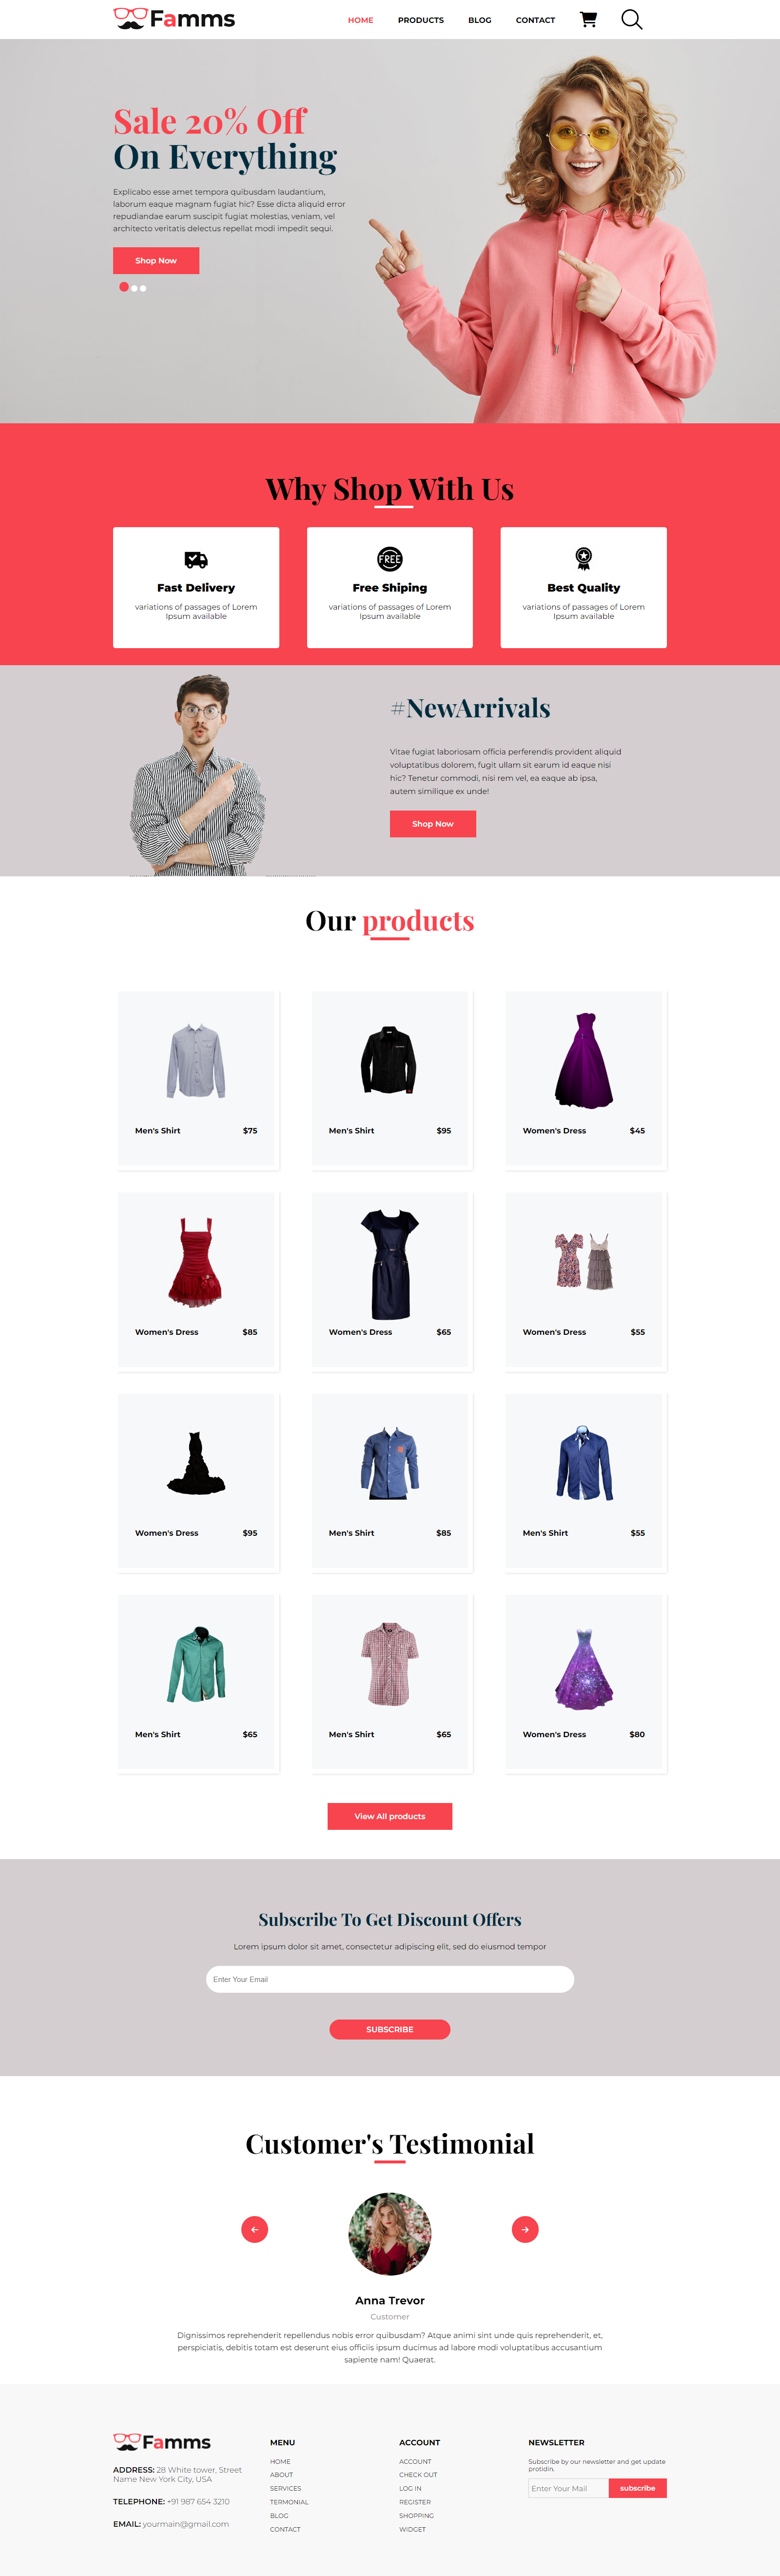 Famms
HOME PRODUCTS BLOG CONTACT
Sale 20% Off
On Everything
Explicabo esse amet tempora quibusdam laudantium,
laborum eaque magnam fugiat hic? Esse dicta aliquid error
repudiandae earum suscipit fugiat molestias, veniam, vel
architecto veritatis delectus repellat modi impedit sequi.
Shop Now
Why Shop With Us
FREE
Fast Delivery
variations of passages of Lorem
Ipsum available
Free Shiping
variations of passages of Lorem
Ipsum available
Best Quality
variations of passages of Lorem
Ipsum available
#NewArrivals
Vitae fugiat laboriosam officia perferendis provident aliquid
voluptatibus dolorem, fugit ullam sit earum id eaque nisi
hic? Tenetur commodi, nisi rem vel, ea eaque ab ipsa,
autem similique ex unde!
Shop Now
Our products
Men's Shirt $75
Men's Shirt $95
Women's Dress $45
Women's Dress $85
Women's Dress $65
Women's Dress $55
Women's Dress $95
Men's Shirt $85
Men's Shirt $55
Men's Shirt $65
Men's Shirt $65
Women's Dress $80
View All products
Subscribe To Get Discount Offers
Lorem ipsum dolor sit amet, consectetur adipiscing elit, sed do eiusmod tempor
Enter Your Email
SUBSCRIBE
Customer's Testimonial
Anna Trevor
Customer
Dignissimos reprehenderit repellendus nobis error quibusdam? Atque animi sint unde quis reprehenderit, et,
perspiciatis, debitis totam est deserunt eius officiis ipsum ducimus ad labore modi voluptatibus accusantium
sapiente nam! Quaerat.
Famms
ADDRESS: 28 White tower, Street
Name New York City, USA
TELEPHONE: +91 987 654 3210
EMAIL: yourmain@gmail.com
MENU
HOME
ABOUT
SERVICES
TERMONIAL
BLOG
CONTACT
ACCOUNT
ACCOUNT
CHECK OUT
LOG IN
REGISTER
SHOPPING
WIDGET
NEWSLETTER
Subscribe by our newsletter and get update
protidin.
Enter Your Mail
subscribe